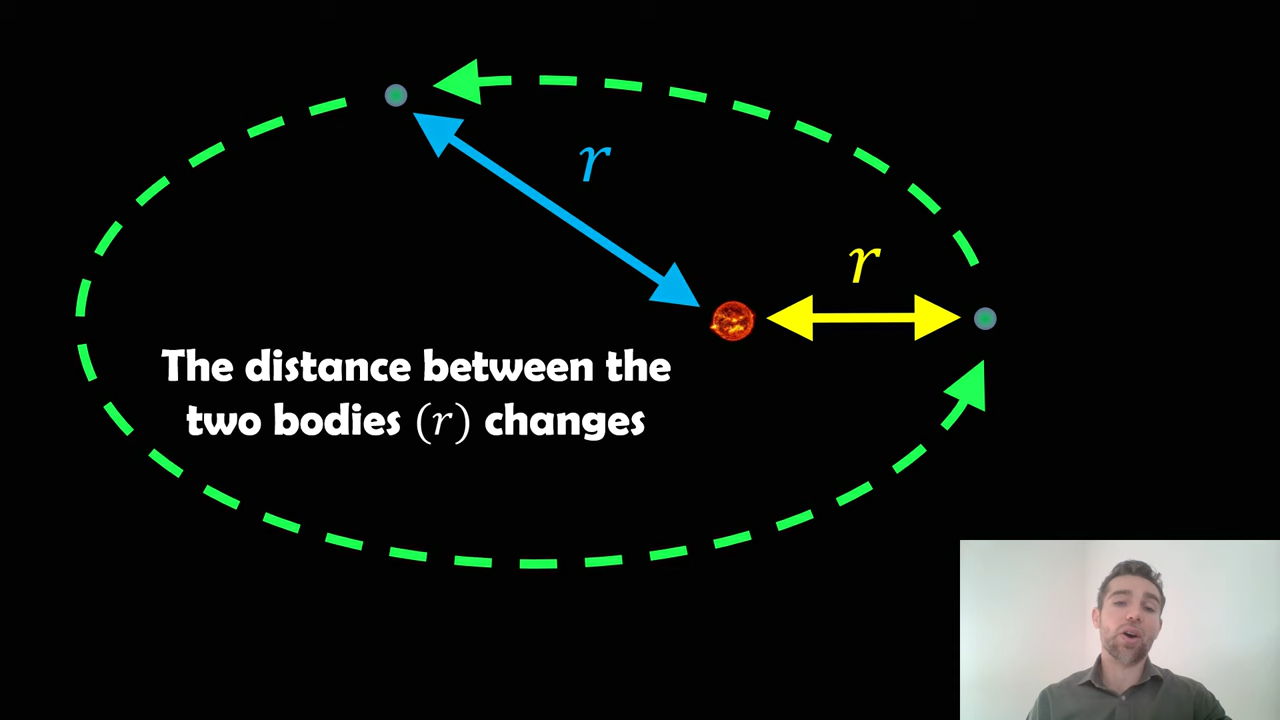 r
r
The distance between the
two bodies (r) changes